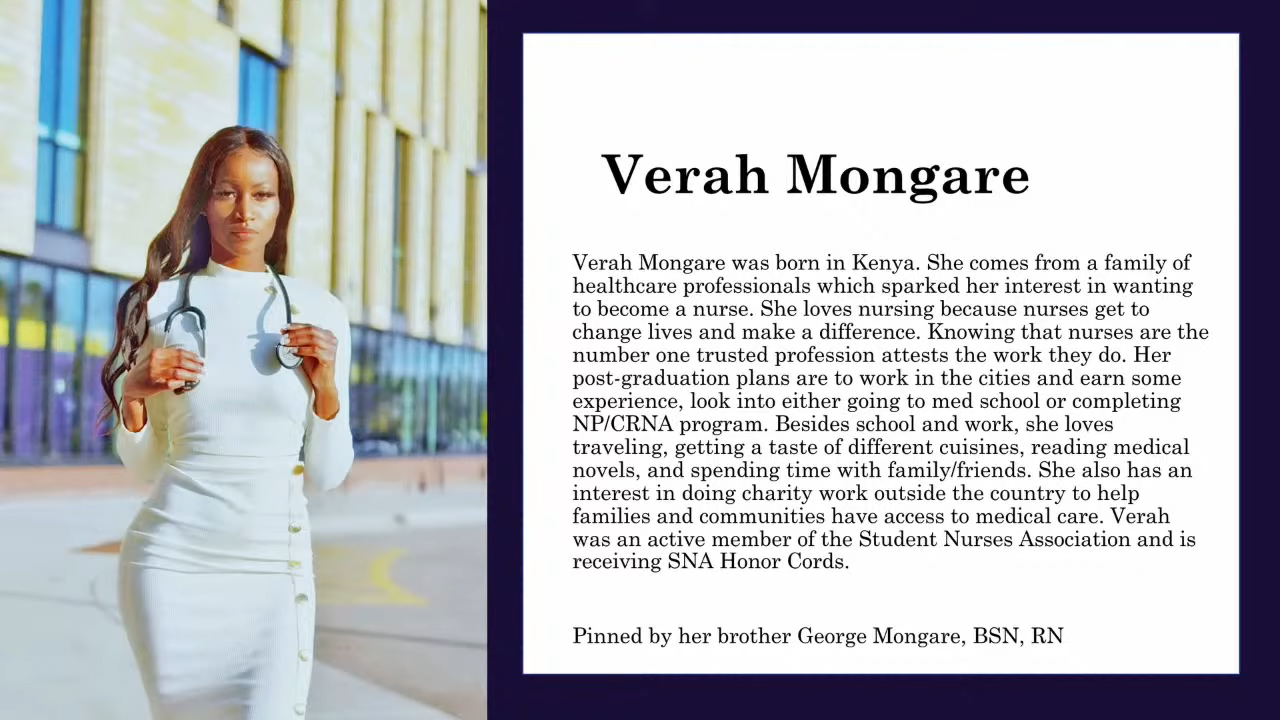 Verah Mongare
Verah Mongare was born in Kenya. She comes from a family of
healthcare professionals which sparked her interest in wanting
to become a nurse. She loves nursing because nurses get to
change lives and make a difference. Knowing that nurses are the
number one trusted profession attests the work they do. Her
post-graduation plans are to work in the cities and earn some
experience, look into either going to med school or completing
NP/CRNA program. Besides school and work, she loves
traveling, getting a taste of different cuisines, reading medical
novels, and spending time with family/friends. She also has an
interest in doing charity work outside the country to help
families and communities have access to medical care. Verah
was an active member of the Student Nurses Association and is
receiving SNA Honor Cords.
Pinned by her brother George Mongare, BSN, RN